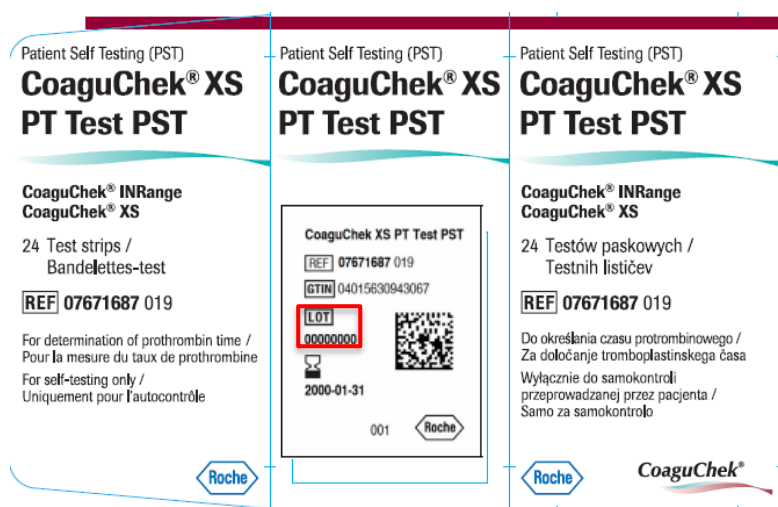 Patient Self Testing (PST)
CoaguChek® XS
PT Test PST
CoaguChek® INRange
CoaguChek® XS
24 Test strips /
Bandelettes-test
REF 07671687 019
For determination of prothrombin time /
Pour la mesure du taux de prothrombine
For self-testing only /
Uniquement pour l'autocontrôle
Roche
Patient Self Testing (PST)
CoaguChek® XS
PT Test PST
CoaguChek XS PT Test PST
REF 07671687 019
GTIN 04015630943067
LOT
00000000
2000-01-31
001
Roche
Patient Self Testing (PST)
CoaguChek® XS
PT Test PST
CoaguChek® INRange
CoaguChek® XS
24 Testów paskowych /
Testnih lističev
REF 07671687 019
Do określania czasu protrombinowego /
Za določanje tromboplastinskega časa
Wyłącznie do samokontroli
przeprowadzanej przez pacjenta /
Samo za samokontrolo
Roche
CoaguChek®